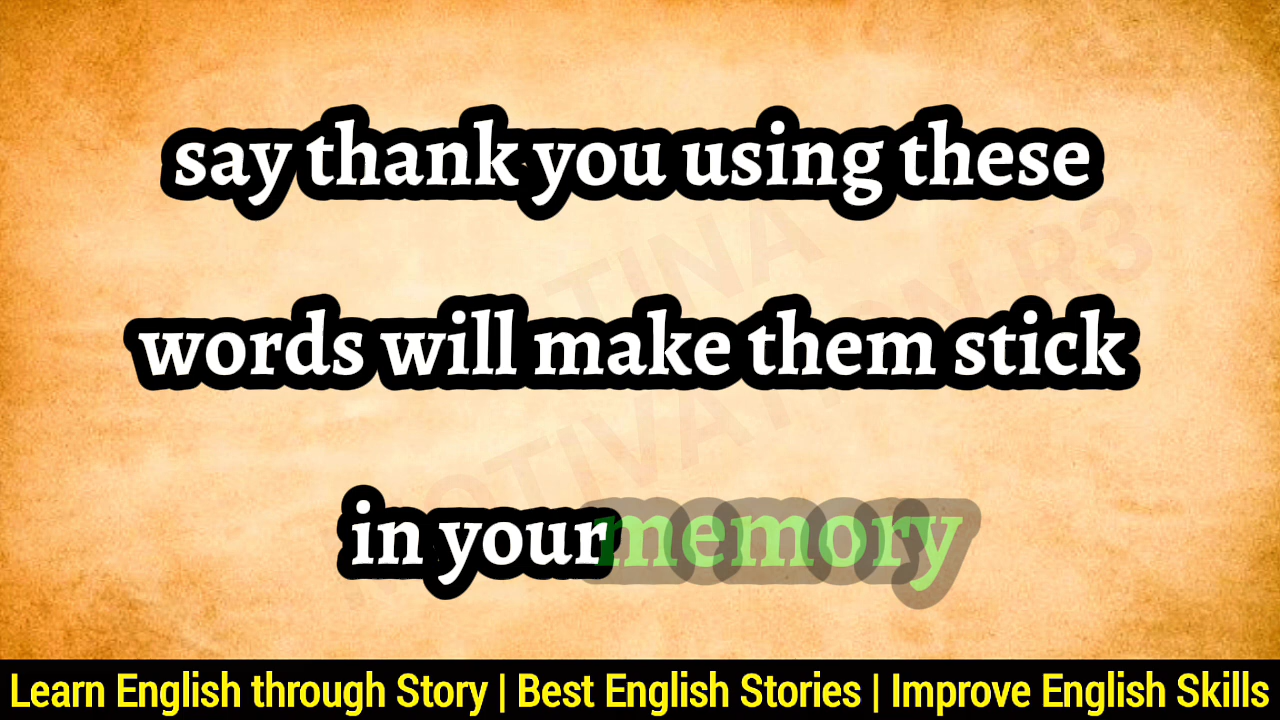 say thank you using these
words will make them stick
in your memory
Learn English through Story | Best English Stories | Improve English Skills